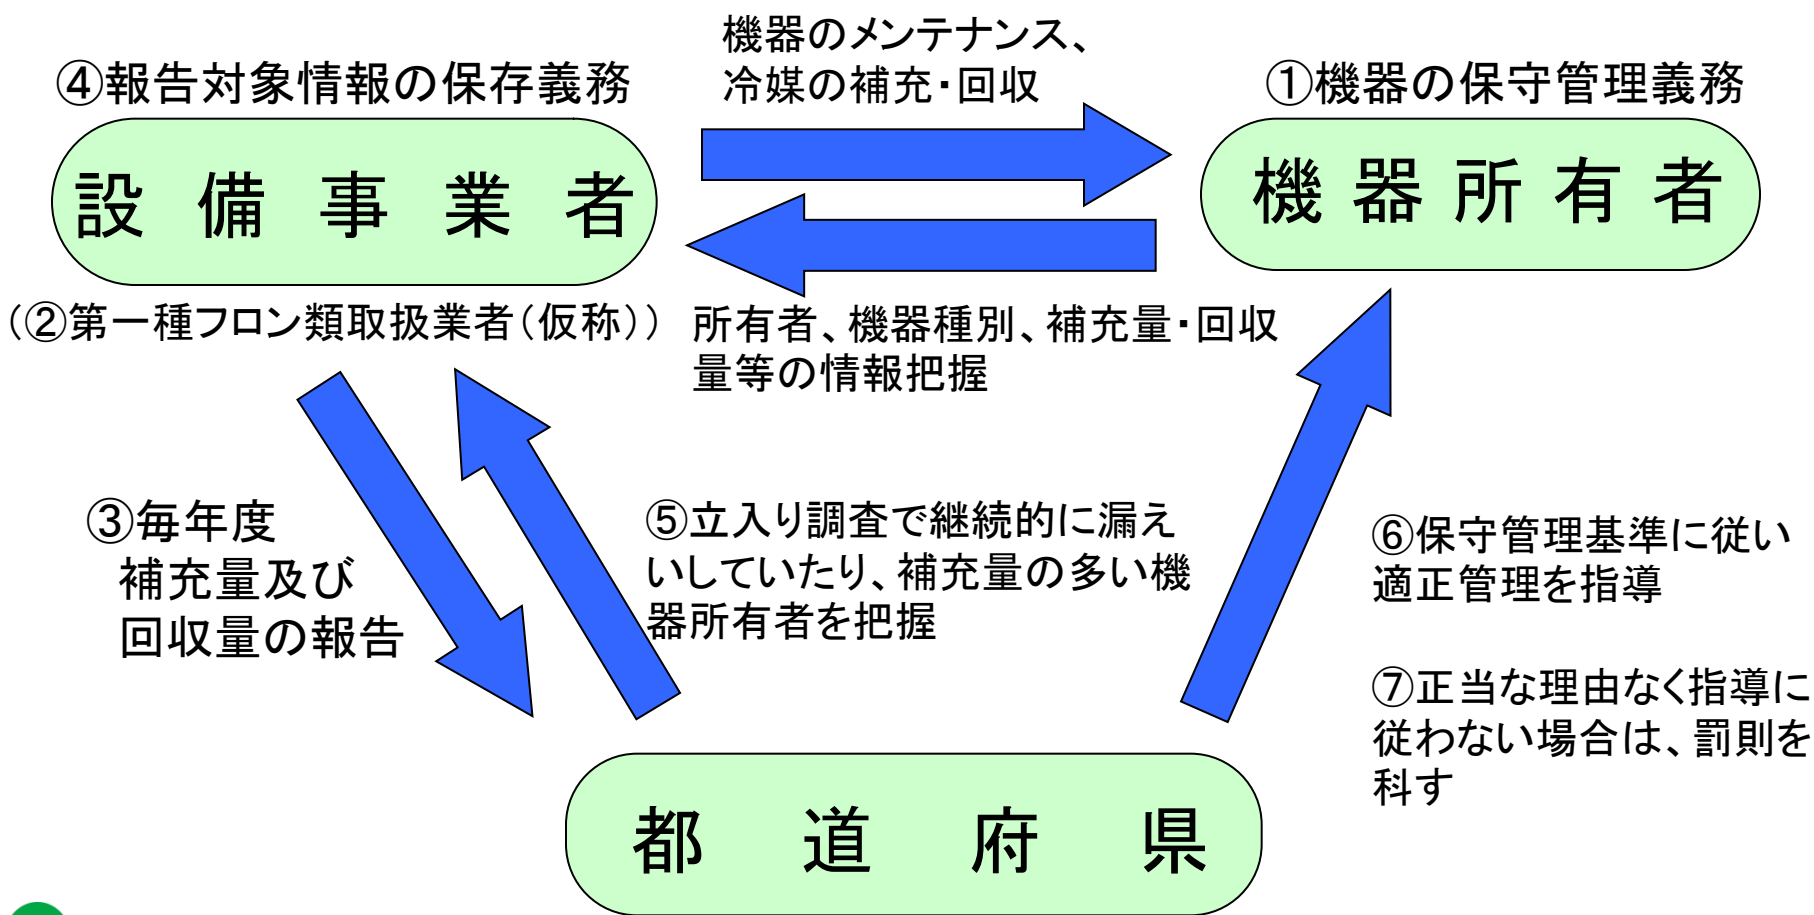 機器のメンテナンス、
冷媒の補充・回収
④報告対象情報の保存義務
①機器の保守管理義務
設備事業者
機器所有者
（②第一種フロン類取扱業者（仮称））
所有者、機器種別、補充量・回収
量等の情報把握
③毎年度
補充量及び
回収量の報告
⑤立入り調査で継続的に漏え
いしていたり、補充量の多い機
器所有者を把握
⑥保守管理基準に従い
適正管理を指導
⑦正当な理由なく指導に
従わない場合は、罰則を
科す
都道府県